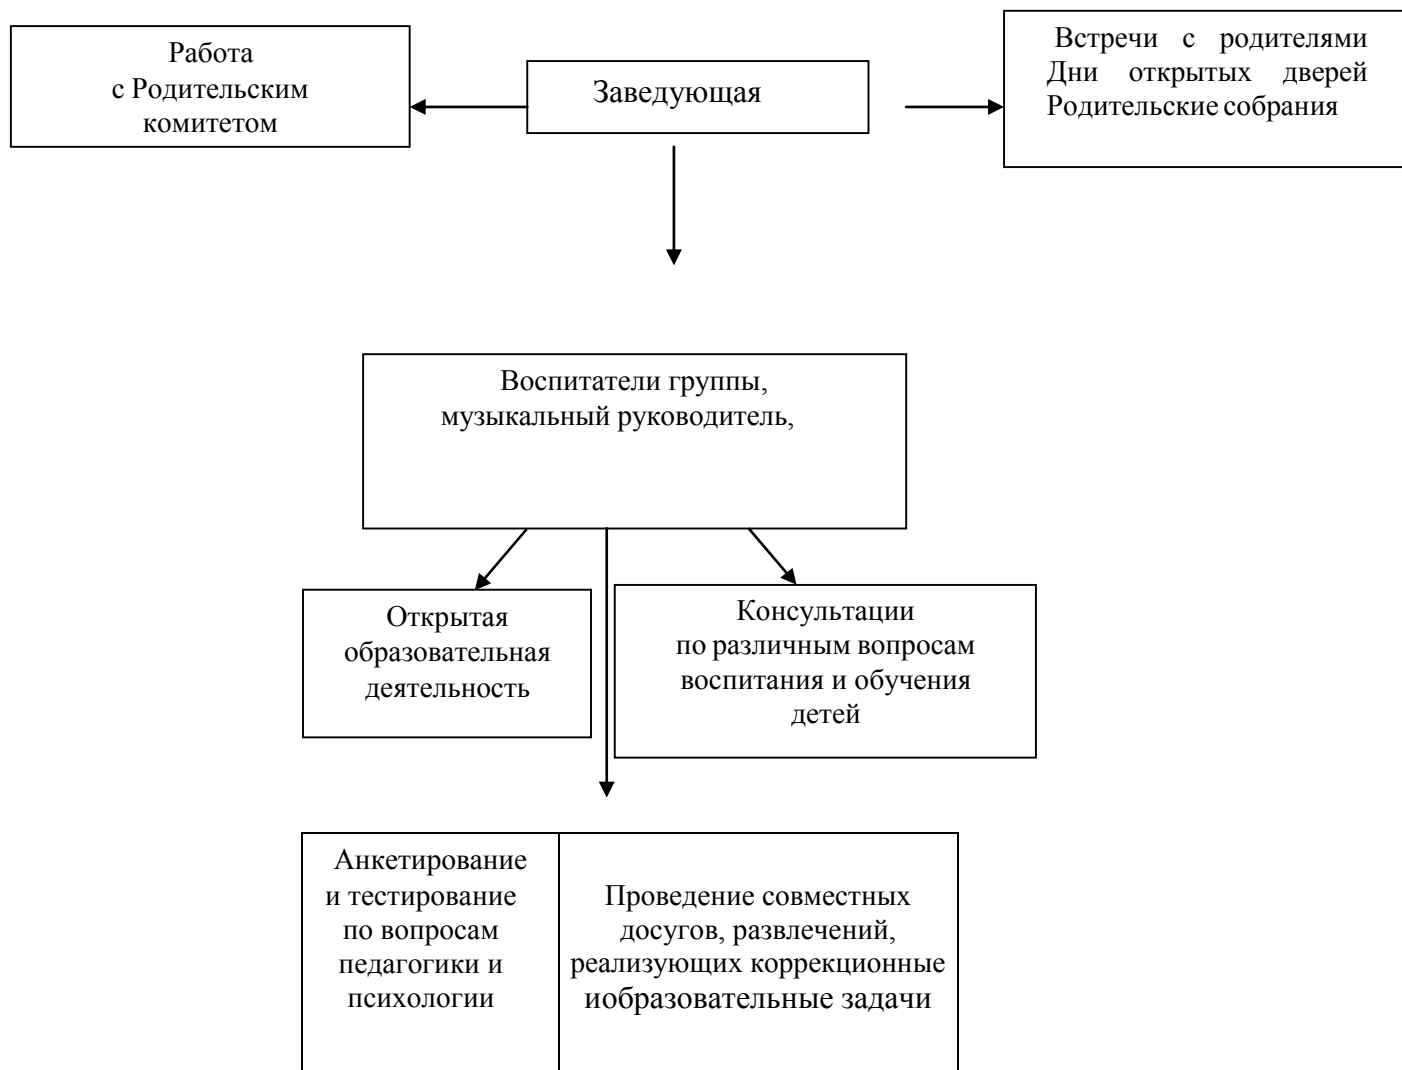 Работа
с Родительским
комитетом
Заведующая
Встречи с родителями
Дни открытых дверей
Родительские собрания
Воспитатели группы,
музыкальный руководитель,
Открытая
образовательная
деятельность
Консультации
по различным вопросам
воспитания и обучения
детей
Анкетирование
и тестирование
по вопросам
педагогики и
психологии
Проведение совместных
досугов, развлечений,
реализующих коррекционные
иобразовательные задачи